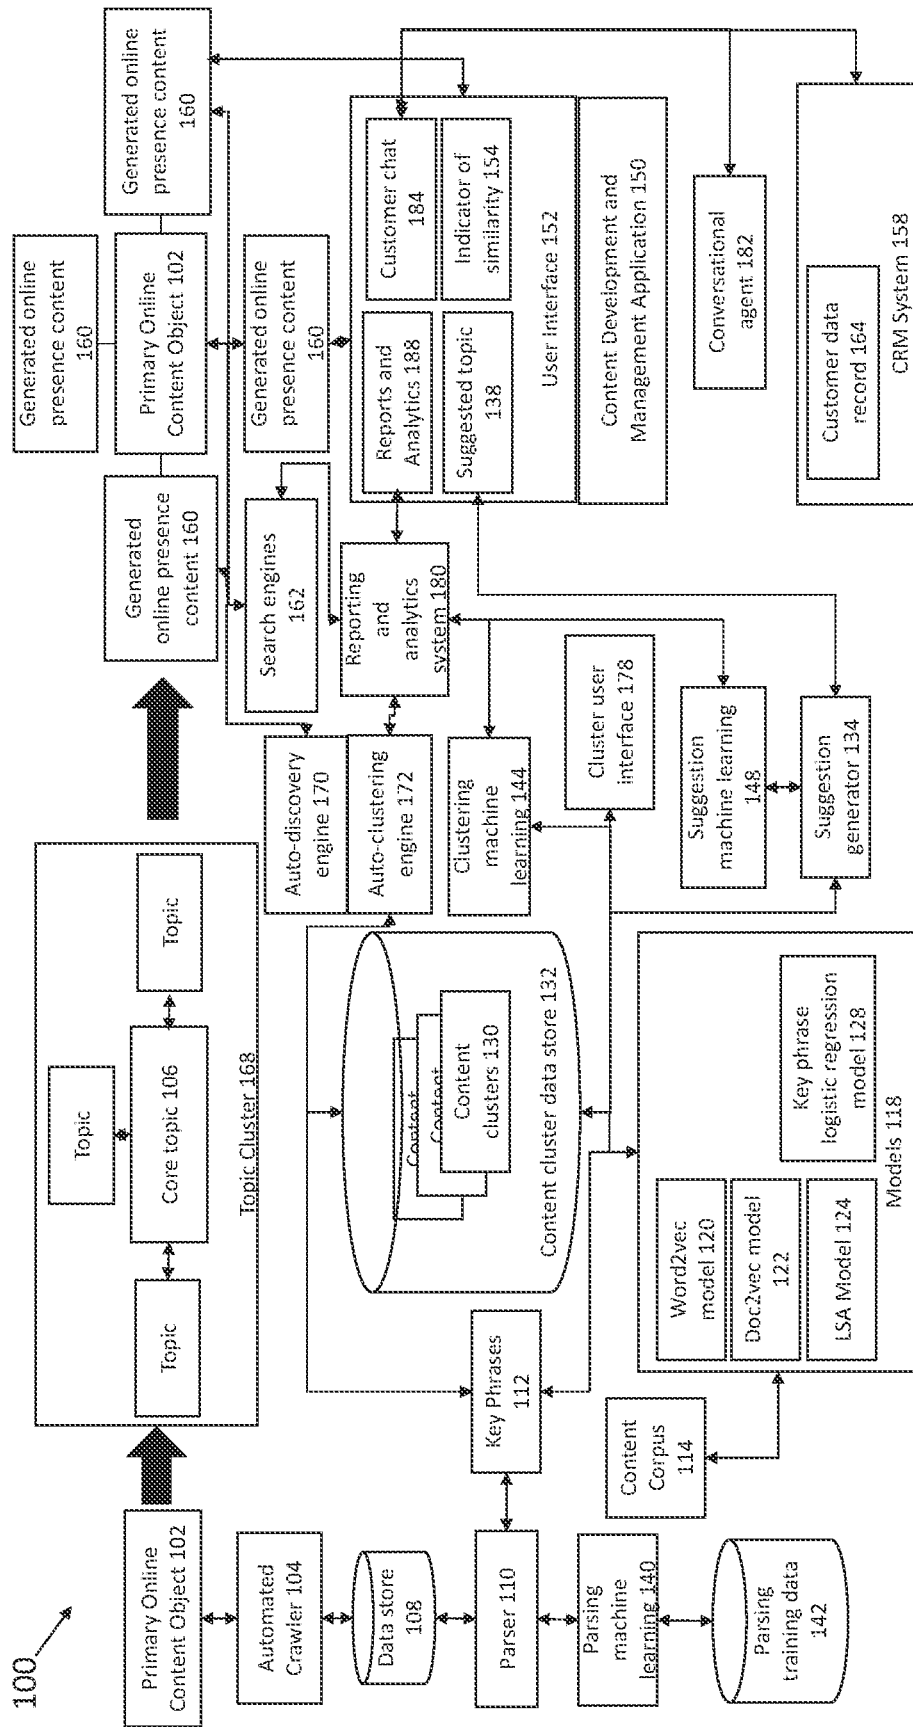 100
Primary Online
Content Object 102
Automated
Crawler 104
Data store
108
Parser 110
Parsing
machine
learning 140
Parsing
training data
142
Key Phrases
112
Content
Corpus
114
Topic
Topic
Core topic 106
Topic
Topic Cluster 168
Content
Content
Content
clusters 130
Content cluster data store 132
Word2vec
model 120
Doc2vec model
122
LSA Model 124
Key phrase
logistic regression
model 128
Models 118
Auto-discovery
engine 170
Auto-clustering
engine 172
Clustering
machine
learning 144
Cluster user
interface 178
Suggestion
machine learning
148
Suggestion
generator 134
Generated
online presence
content 160
Search engines
162
Reporting
and
analytics
system 180
Generated online
presence content
160
Primary Online
Content Object 102
Generated online
presence content
160
Generated online
presence content
160
Reports and
Analytics 188
Customer chat
184
Suggested topic
138
Indicator of
similarity 154
User Interface 152
Content Development and
Management Application 150
Conversational
agent 182
Customer data
record 164
CRM System 158